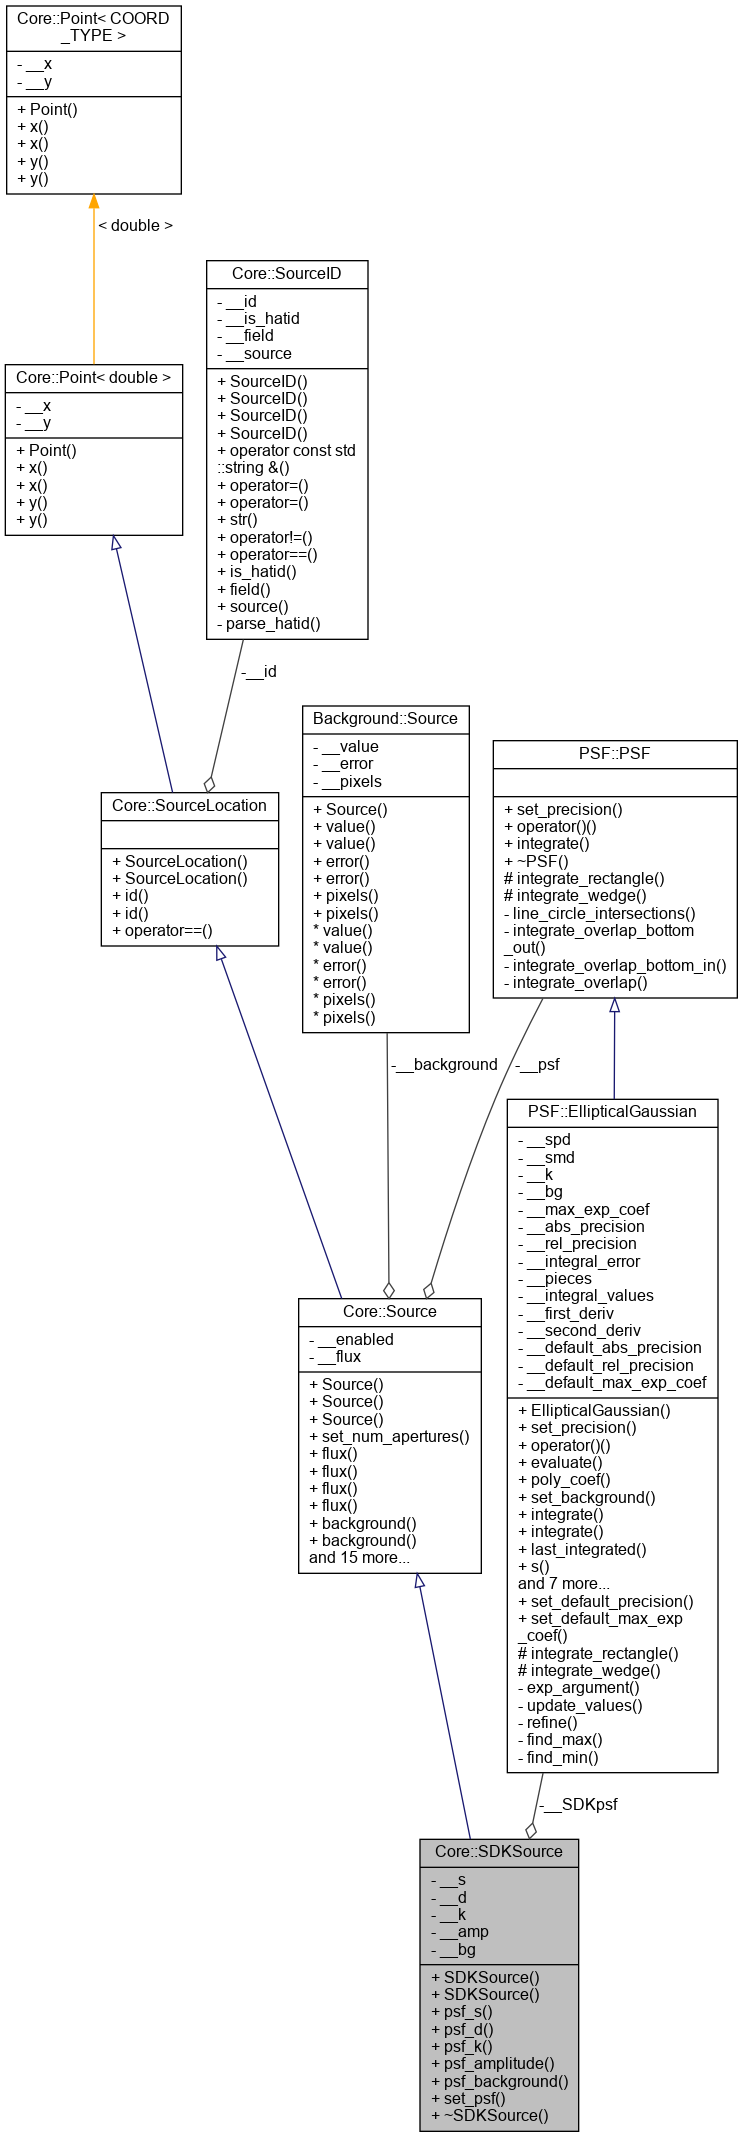 Core::Point< COORD
_TYPE >
- __x
- __y
+ Point()
+ x()
+ x()
+ y()
+ y()
< double >
Core::SourceID
- __id
- __is_hatid
- __field
- __source
+ SourceID()
+ SourceID()
+ SourceID()
+ SourceID()
+ operator const std
::string &()
+ operator=()
+ operator=()
+ str()
+ operator!=()
+ operator==()
+ is_hatid()
+ field()
+ source()
- parse_hatid()
Core::Point< double >
- __x
- __y
+ Point()
+ x()
+ x()
+ y()
+ y()
-__id
Core::SourceLocation
+ SourceLocation()
+ SourceLocation()
+ id()
+ id()
+ operator==()
Background::Source
- __value
- __error
- __pixels
+ Source()
+ value()
+ value()
+ error()
+ error()
+ pixels()
+ pixels()
* value()
* value()
* error()
* error()
* pixels()
* pixels()
PSF::PSF
+ set_precision()
+ operator()()
+ integrate()
+ ~PSF()
# integrate_rectangle()
# integrate_wedge()
- line_circle_intersections()
- integrate_overlap_bottom
_out()
- integrate_overlap_bottom_in()
- integrate_overlap()
-__background
-__psf
PSF::EllipticalGaussian
- __spd
- __smd
- __k
- __bg
- __max_exp_coef
- __abs_precision
- __rel_precision
- __integral_error
- __pieces
- __integral_values
- __first_deriv
- __second_deriv
- __default_abs_precision
- __default_rel_precision
- __default_max_exp_coef
+ EllipticalGaussian()
+ set_precision()
+ operator()()
+ evaluate()
+ poly_coef()
+ set_background()
+ integrate()
+ integrate()
+ last_integrated()
+ s()
and 7 more...
+ set_default_precision()
+ set_default_max_exp
_coef()
# integrate_rectangle()
# integrate_wedge()
- exp_argument()
- update_values()
- refine()
- find_max()
- find_min()
Core::Source
- __enabled
- __flux
+ Source()
+ Source()
+ Source()
+ set_num_apertures()
+ flux()
+ flux()
+ flux()
+ flux()
+ background()
+ background()
and 15 more...
-__SDKpsf
Core::SDKSource
- __s
- __d
- __k
- __amp
- __bg
+ SDKSource()
+ SDKSource()
+ psf_s()
+ psf_d()
+ psf_k()
+ psf_amplitude()
+ psf_background()
+ set_psf()
+ ~SDKSource()